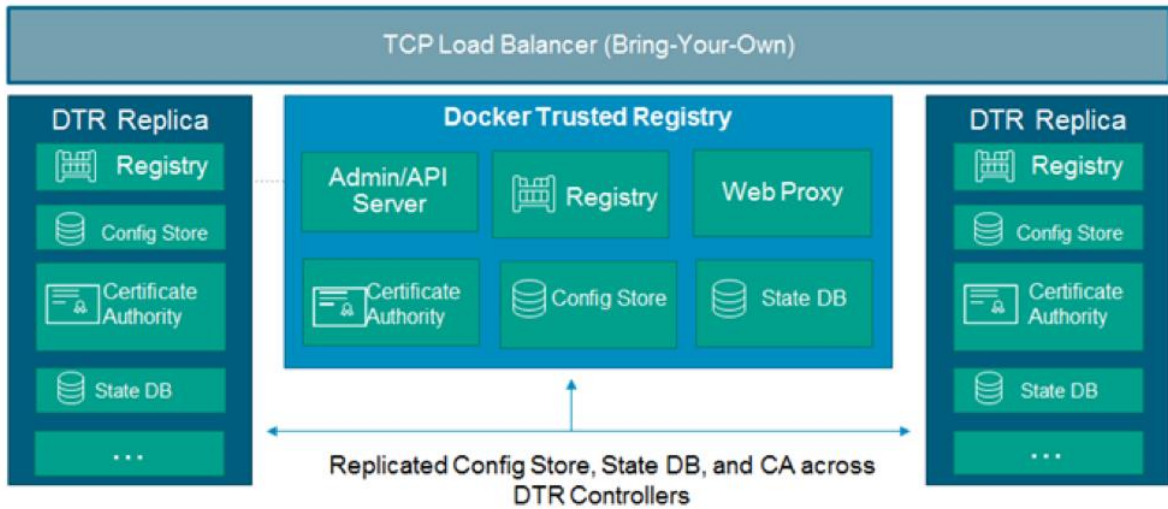 TCP Load Balancer (Bring-Your-Own)
DTR Replica
Registry
Config Store
Certificate
Authority
State DB
...
Docker Trusted Registry
Admin/API
Server
Registry
Web Proxy
Certificate
Authority
Config Store
State DB
DTR Replica
Registry
Config Store
Certificate
Authority
State DB
...
Replicated Config Store, State DB, and CA across
DTR Controllers